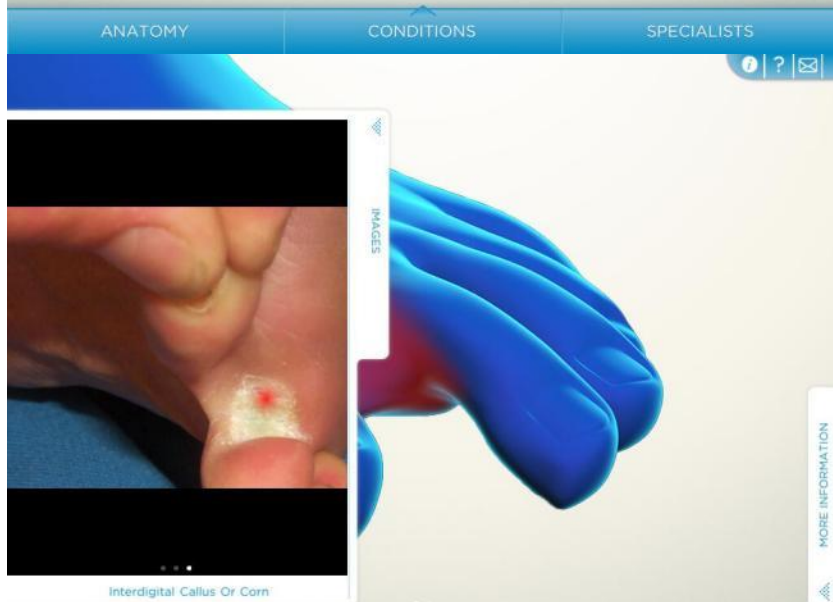 ANATOMY
CONDITIONS
SPECIALISTS
i
?
IMAGES
MORE INFORMATION
Interdigital Callus Or Corn